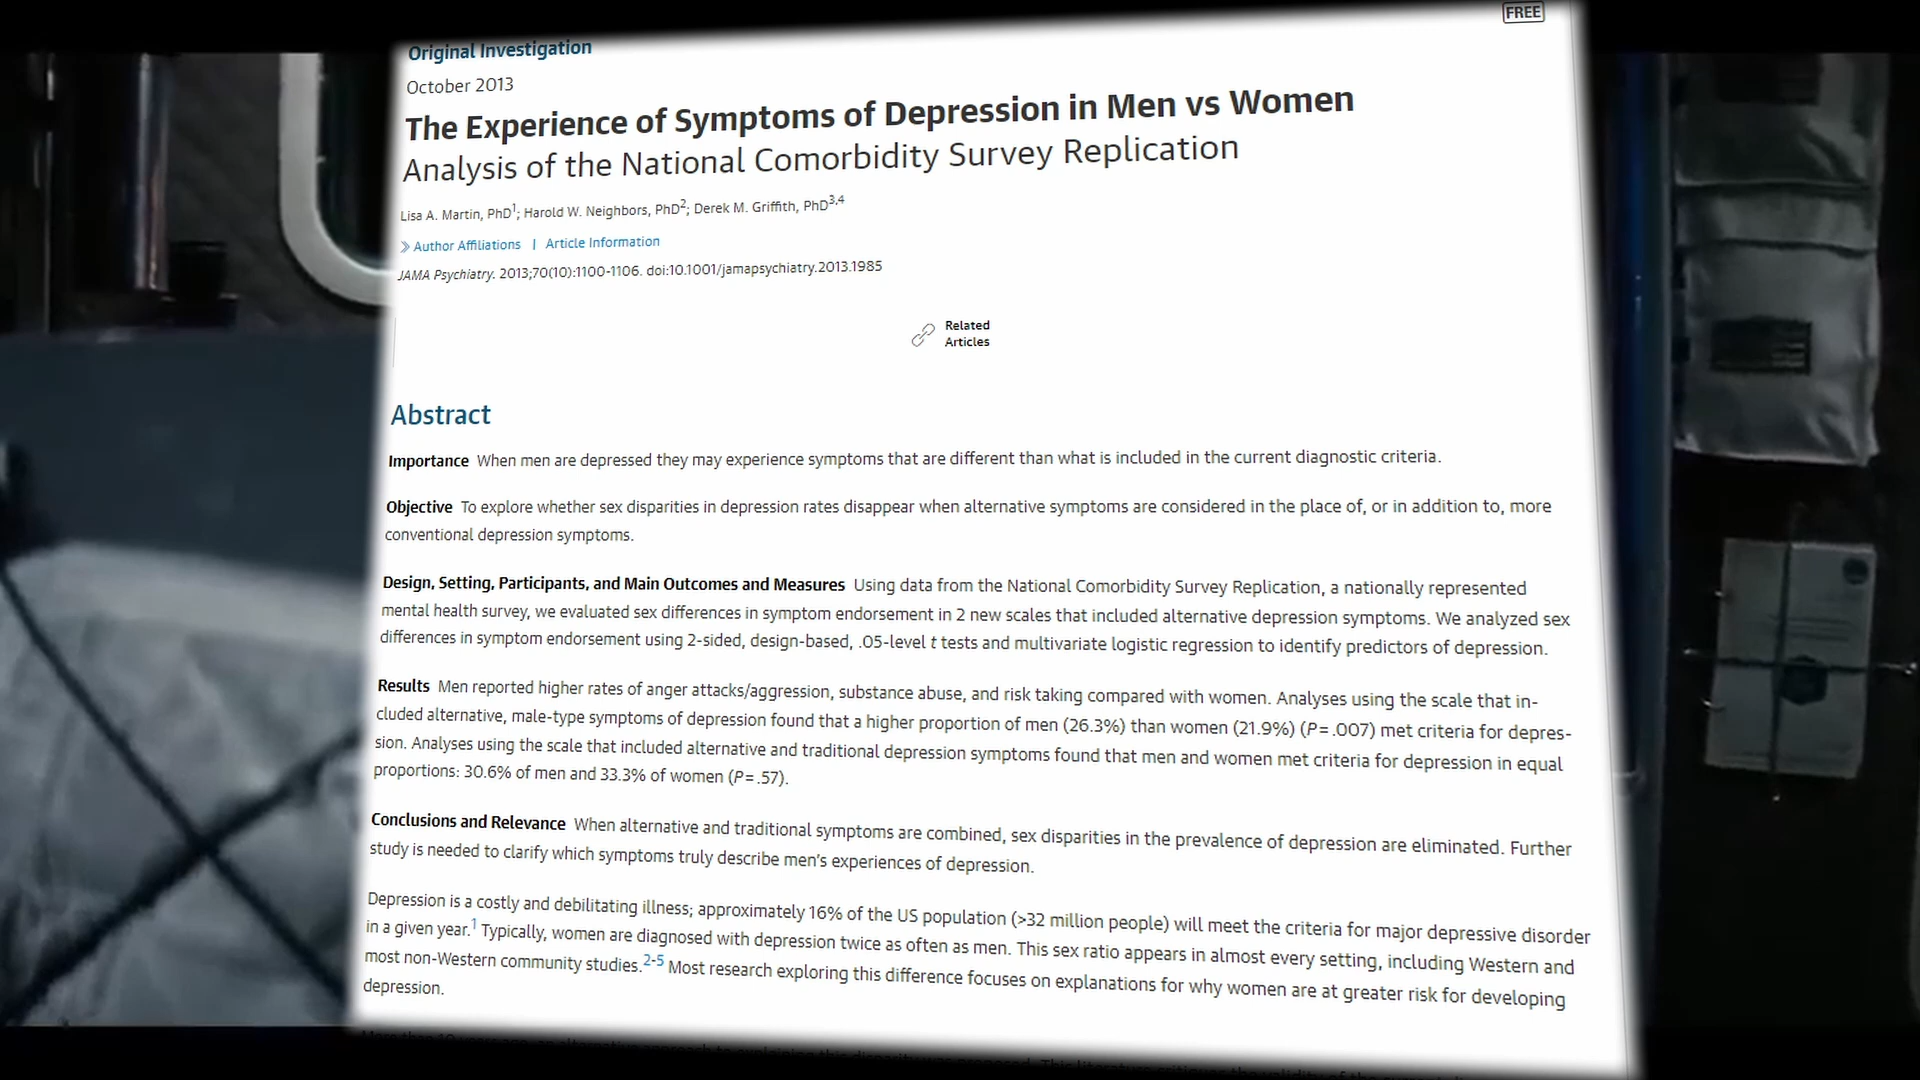 FREE
Original Investigation
October 2013
The Experience of Symptoms of Depression in Men vs Women
Analysis of the National Comorbidity Survey Replication
Lisa A. Martin, PhD1; Harold W. Neighbors, PhD2; Derek M. Griffith, PhD3,4
Author Affiliations | Article Information
JAMA Psychiatry. 2013;70(10):1100-1106. doi:10.1001/jamapsychiatry.2013.1985
Related
Articles
Abstract
Importance When men are depressed they may experience symptoms that are different than what is included in the current diagnostic criteria.
Objective To explore whether sex disparities in depression rates disappear when alternative symptoms are considered in the place of, or in addition to, more
conventional depression symptoms.
Design, Setting, Participants, and Main Outcomes and Measures Using data from the National Comorbidity Survey Replication, a nationally represented
mental health survey, we evaluated sex differences in symptom endorsement in 2 new scales that included alternative depression symptoms. We analyzed sex
differences in symptom endorsement using 2-sided, design-based, .05-level t tests and multivariate logistic regression to identify predictors of depression.
Results Men reported higher rates of anger attacks/aggression, substance abuse, and risk taking compared with women. Analyses using the scale that in-
cluded alternative, male-type symptoms of depression found that a higher proportion of men (26.3%) than women (21.9%) (P = .007) met criteria for depres-
sion. Analyses using the scale that included alternative and traditional depression symptoms found that men and women met criteria for depression in equal
proportions: 30.6% of men and 33.3% of women (P = .57).
Conclusions and Relevance When alternative and traditional symptoms are combined, sex disparities in the prevalence of depression are eliminated. Further
study is needed to clarify which symptoms truly describe men's experiences of depression.
Depression is a costly and debilitating illness; approximately 16% of the US population (>32 million people) will meet the criteria for major depressive disorder
in a given year.1 Typically, women are diagnosed with depression twice as often as men. This sex ratio appears in almost every setting, including Western and
most non-Western community studies.2-5 Most research exploring this difference focuses on explanations for why women are at greater risk for developing
depression.